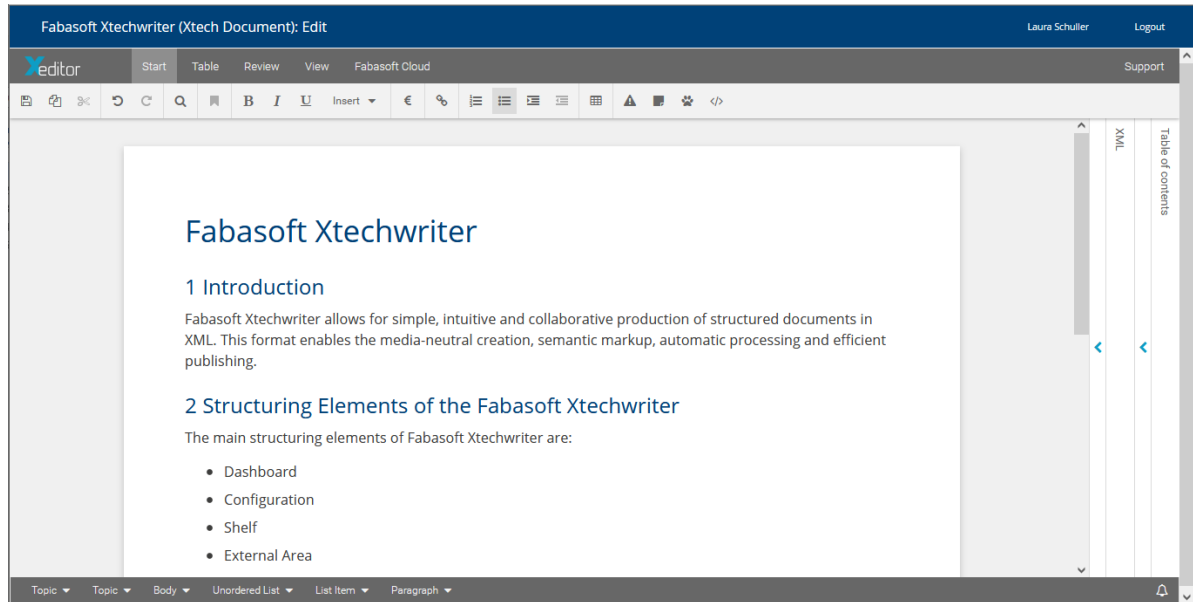 Fabasoft Xtechwriter (Xtech Document): Edit Laura Schuller Logout
Xeditor Start Table Review View Fabasoft Cloud Support
B I U Insert €
XML
Table of contents
Fabasoft Xtechwriter
1 Introduction
Fabasoft Xtechwriter allows for simple, intuitive and collaborative production of structured documents in
XML. This format enables the media-neutral creation, semantic markup, automatic processing and efficient
publishing.
2 Structuring Elements of the Fabasoft Xtechwriter
The main structuring elements of Fabasoft Xtechwriter are:
• Dashboard
• Configuration
• Shelf
• External Area
Topic Topic Body Unordered List List Item Paragraph